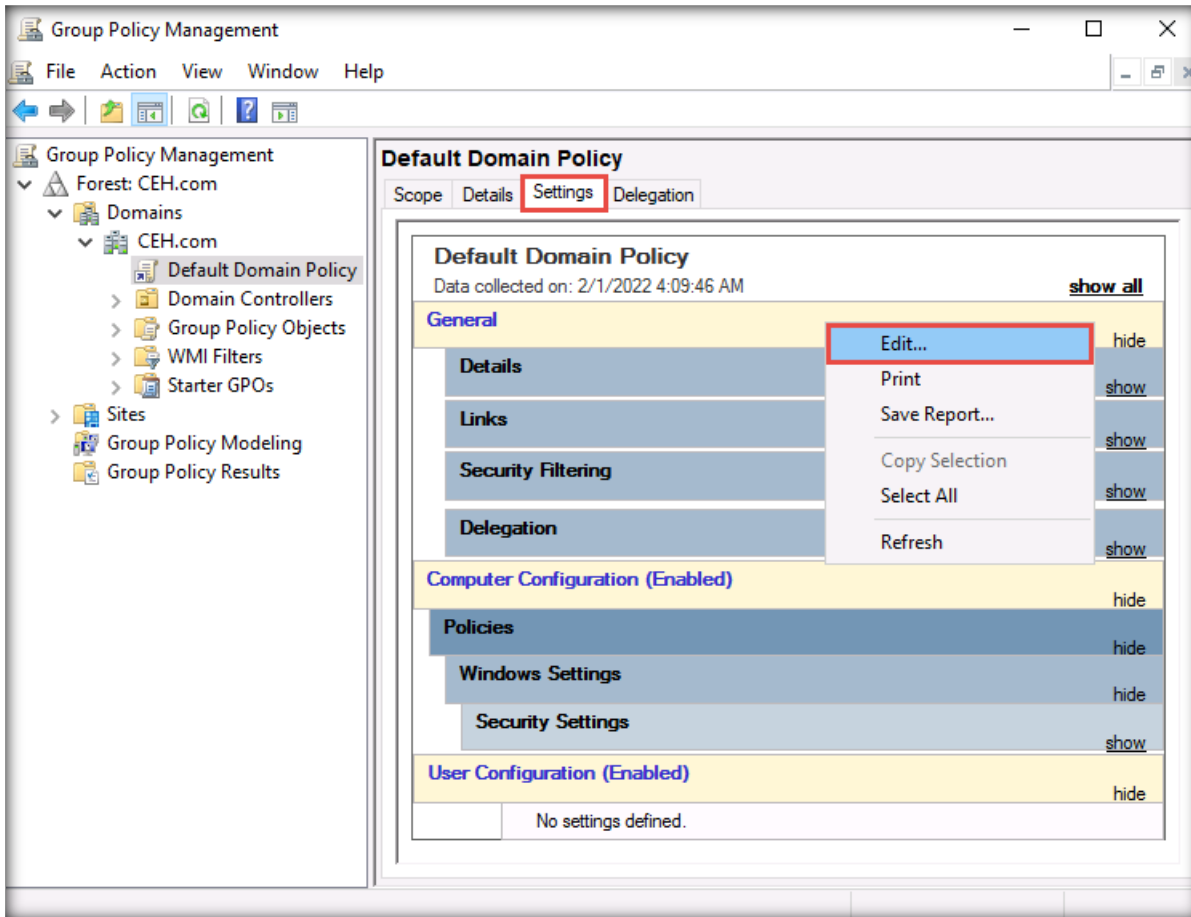 Group Policy Management
File Action View Window Help
Group Policy Management
Forest: CEH.com
Domains
CEH.com
Default Domain Policy
Domain Controllers
Group Policy Objects
WMI Filters
Starter GPOs
Sites
Group Policy Modeling
Group Policy Results
Default Domain Policy
Scope Details Settings Delegation
Default Domain Policy
Data collected on: 2/1/2022 4:09:46 AM show all
General
hide
Details
show
Links
show
Security Filtering
show
Delegation
show
Edit...
Print
Save Report...
Copy Selection
Select All
Refresh
Computer Configuration (Enabled)
hide
Policies
hide
Windows Settings
hide
Security Settings
show
User Configuration (Enabled)
hide
No settings defined.